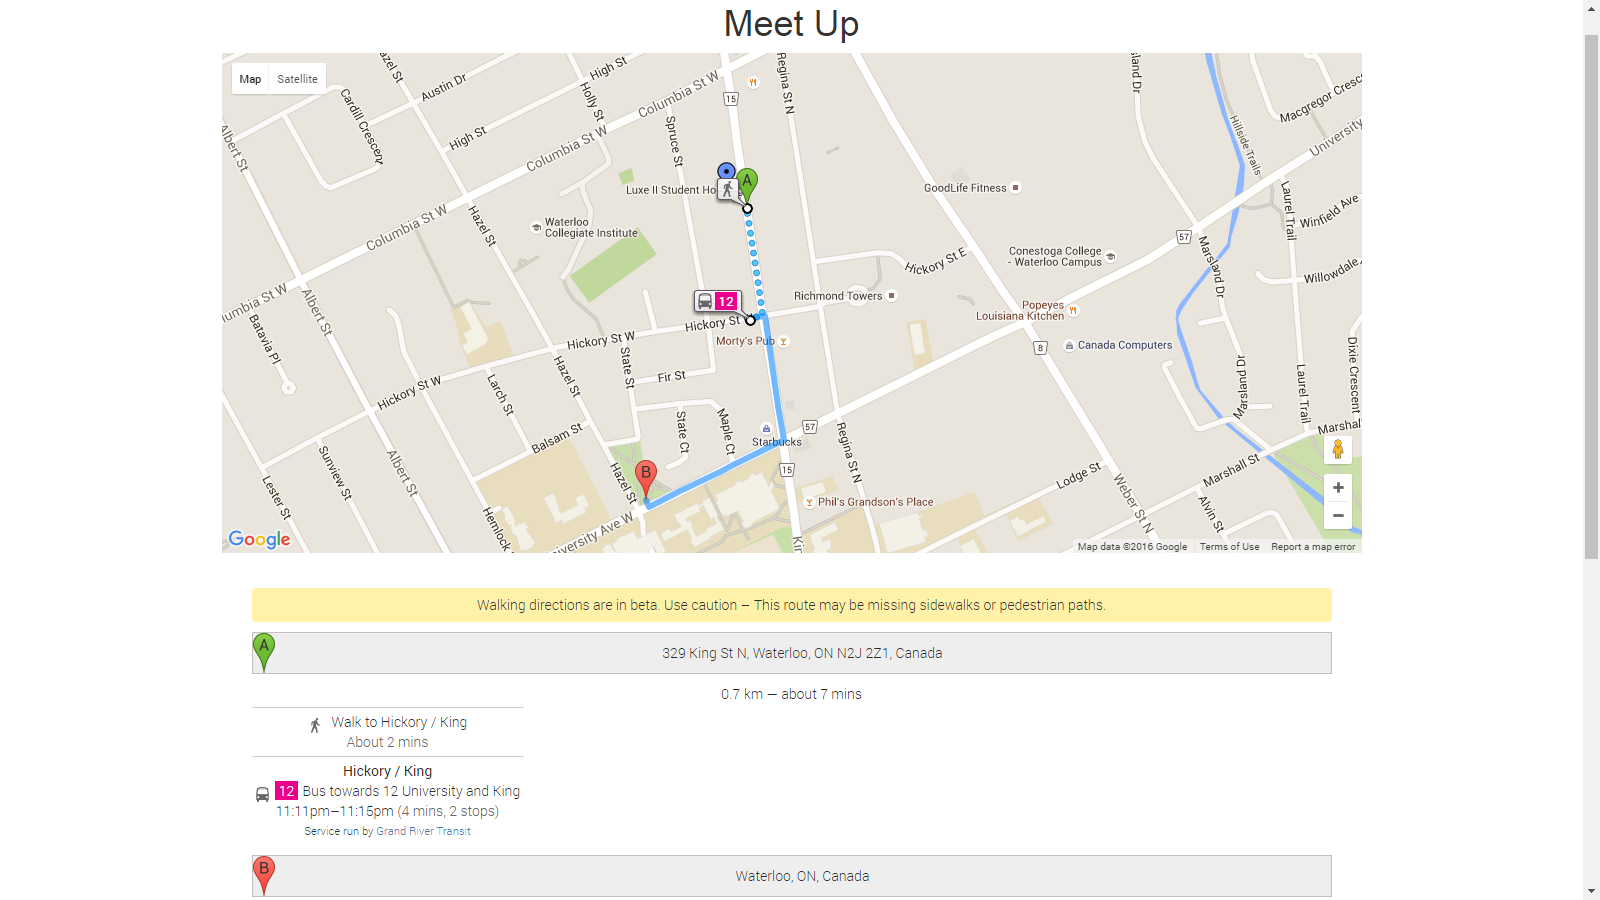 Meet Up
Map
Satellite
High St
Austin Dr
Hazel St
Holly St
Columbia St W
15
Regina St N
Macgregor Cresc
Cardill Crescent
High St
Columbia St W
Spruce St
Hillside Trails
University
Albert St
A
Luxe II Student Ho
GoodLife Fitness
Laurel Trail
Winfield Ave
Columbia St W
Hazel St
Waterloo
Collegiate Institute
57
Marsland Dr
Conestoga College
- Waterloo Campus
Hickory St E
Willowdale
Albert St
12
Richmond Towers
Popeyes
Louisiana Kitchen
Batavia Pl
Hickory St
Hickory St W
Morty's Pub
8
Canada Computers
Dixie Crescent
State St
Fir St
Hazel St
Hickory St W
Larch St
Laurel Trail
Marsland Dr
State Ct
Maple Ct
57
Starbucks
Regina St N
Marshal
Balsam St
Sunview St
Albert St
Hazel St
B
15
Lodge St
Marshall St
Lester St
Weber St N
Alvin St
Phil's Grandson's Place
Hemlock
niversity Ave W
Google
Map data ©2016 Google
Terms of Use
Report a map error
Walking directions are in beta. Use caution – This route may be missing sidewalks or pedestrian paths.
A
329 King St N, Waterloo, ON N2J 2Z1, Canada
0.7 km — about 7 mins
Walk to Hickory / King
About 2 mins
Hickory / King
12 Bus towards 12 University and King
11:11pm–11:15pm (4 mins, 2 stops)
Service run by Grand River Transit
B
Waterloo, ON, Canada